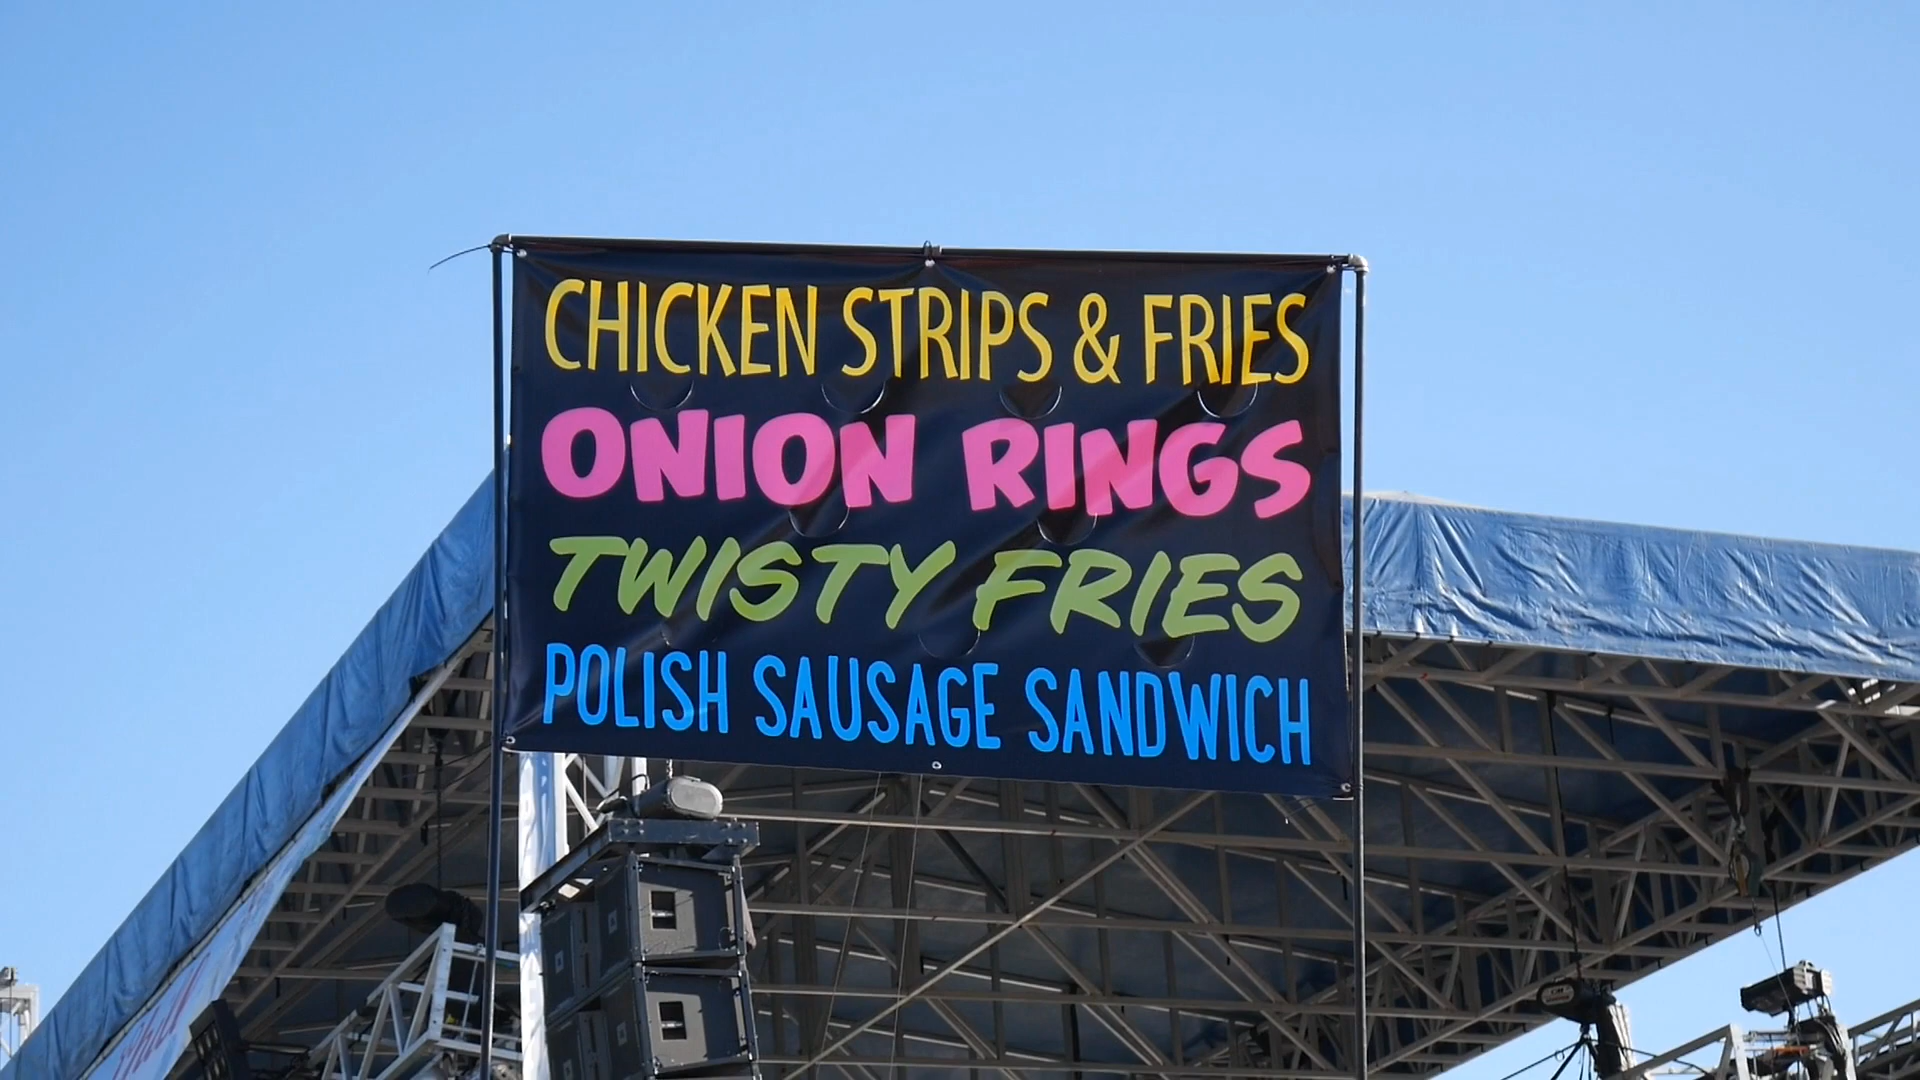 CHICKEN STRIPS & FRIES
ONION RINGS
TWISTY FRIES
POLISH SAUSAGE SANDWICH